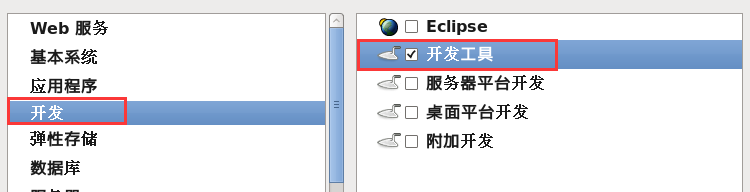 Web 服务
基本系统
应用程序
开发
弹性存储
数据库
Eclipse
开发工具
服务器平台开发
桌面平台开发
附加开发